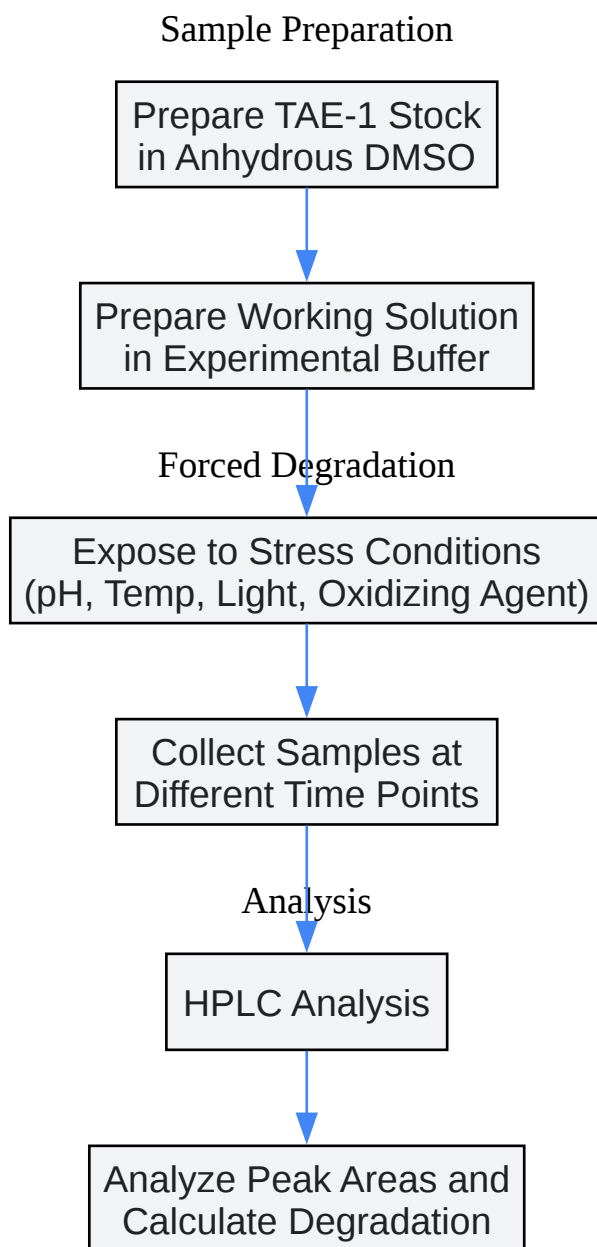 Sample Preparation
Prepare TAE-1 Stock
in Anhydrous DMSO
Prepare Working Solution
in Experimental Buffer
Forced Degradation
Expose to Stress Conditions
(pH, Temp, Light, Oxidizing Agent)
Collect Samples at
Different Time Points
Analysis
HPLC Analysis
Analyze Peak Areas and
Calculate Degradation